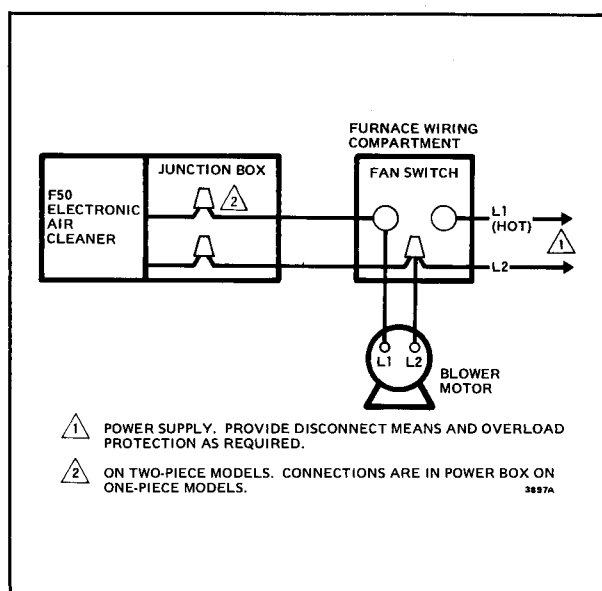 FURNACE WIRING
COMPARTMENT
JUNCTION BOX
FAN SWITCH
F50
ELECTRONIC
AIR
CLEANER
2
L1
(HOT)
1
L2
L1 L2
BLOWER
MOTOR
1 POWER SUPPLY. PROVIDE DISCONNECT MEANS AND OVERLOAD
PROTECTION AS REQUIRED.
2 ON TWO-PIECE MODELS. CONNECTIONS ARE IN POWER BOX ON
ONE-PIECE MODELS.
3897A